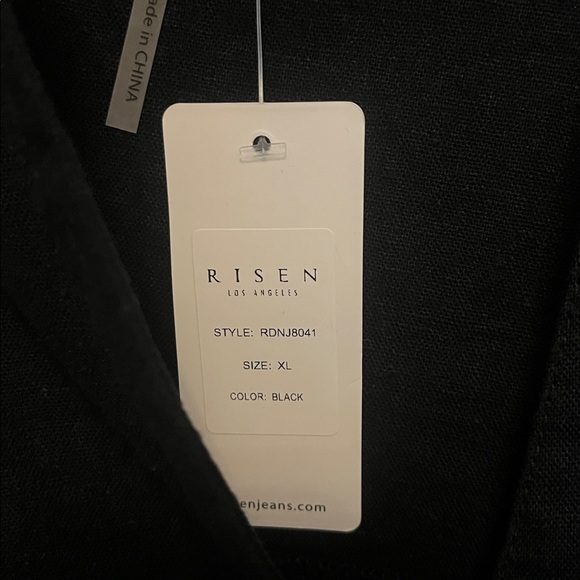 ade in CHINA
RISEN
LOS ANGELES
STYLE: RDNJ8041
SIZE: XL
COLOR: BLACK
enjeans.com